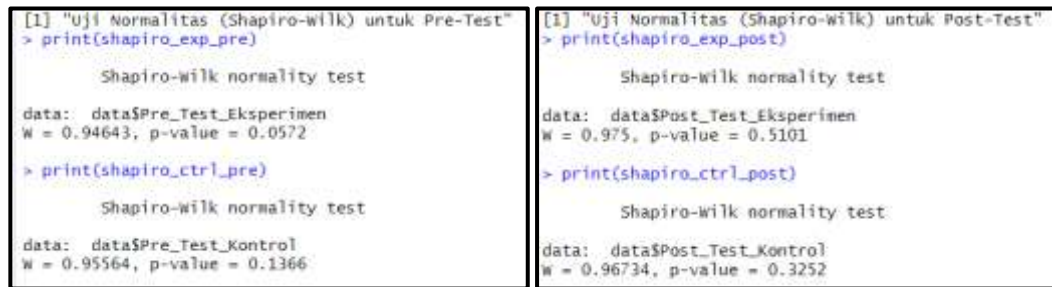 [1] "Uji Normalitas (Shapiro-Wilk) untuk Pre-Test"
> print(shapiro_exp_pre)
Shapiro-Wilk normality test
data: data$Pre_Test_Eksperimen
W = 0.94643, p-value = 0.0572
> print(shapiro_ctrl_pre)
Shapiro-Wilk normality test
data: data$Pre_Test_Kontrol
W = 0.95564, p-value = 0.1366
[1] "Uji Normalitas (Shapiro-Wilk) untuk Post-Test"
> print(shapiro_exp_post)
Shapiro-Wilk normality test
data: data$Post_Test_Eksperimen
W = 0.975, p-value = 0.5101
> print(shapiro_ctrl_post)
Shapiro-Wilk normality test
data: data$Post_Test_Kontrol
W = 0.96734, p-value = 0.3252